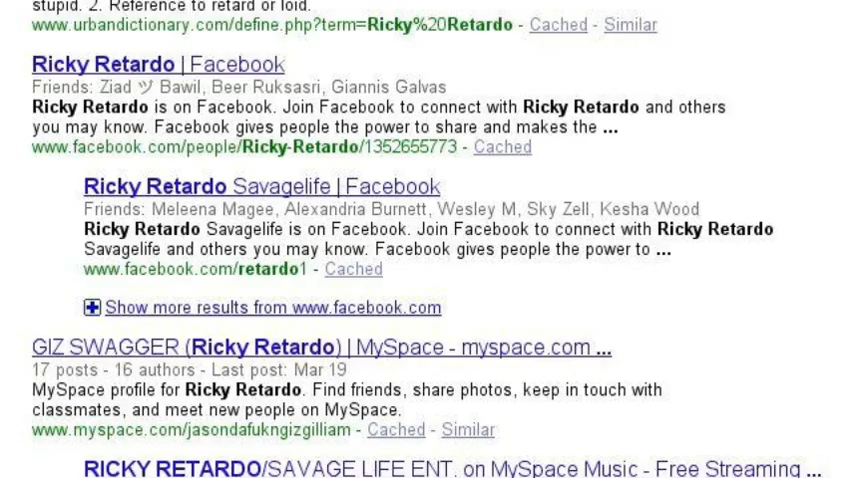 stupid. 2. Reference to retard or loid.
www.urbandictionary.com/define.php?term=Ricky%20Retardo - Cached - Similar
Ricky Retardo | Facebook
Friends: Ziad ツ Bawil, Beer Ruksasri, Giannis Galvas
Ricky Retardo is on Facebook. Join Facebook to connect with Ricky Retardo and others
you may know. Facebook gives people the power to share and makes the ...
www.facebook.com/people/Ricky-Retardo/1352655773 - Cached
Ricky Retardo Savagelife | Facebook
Friends: Meleena Magee, Alexandria Burnett, Wesley M, Sky Zell, Kesha Wood
Ricky Retardo Savagelife is on Facebook. Join Facebook to connect with Ricky Retardo
Savagelife and others you may know. Facebook gives people the power to ...
www.facebook.com/retardo1 - Cached
Show more results from www.facebook.com
GIZ SWAGGER (Ricky Retardo) | MySpace - myspace.com ...
17 posts - 16 authors - Last post: Mar 19
MySpace profile for Ricky Retardo. Find friends, share photos, keep in touch with
classmates, and meet new people on MySpace.
www.myspace.com/jasondafukngizgilliam - Cached - Similar
RICKY RETARDO/SAVAGE LIFE ENT. on MySpace Music - Free Streaming ...